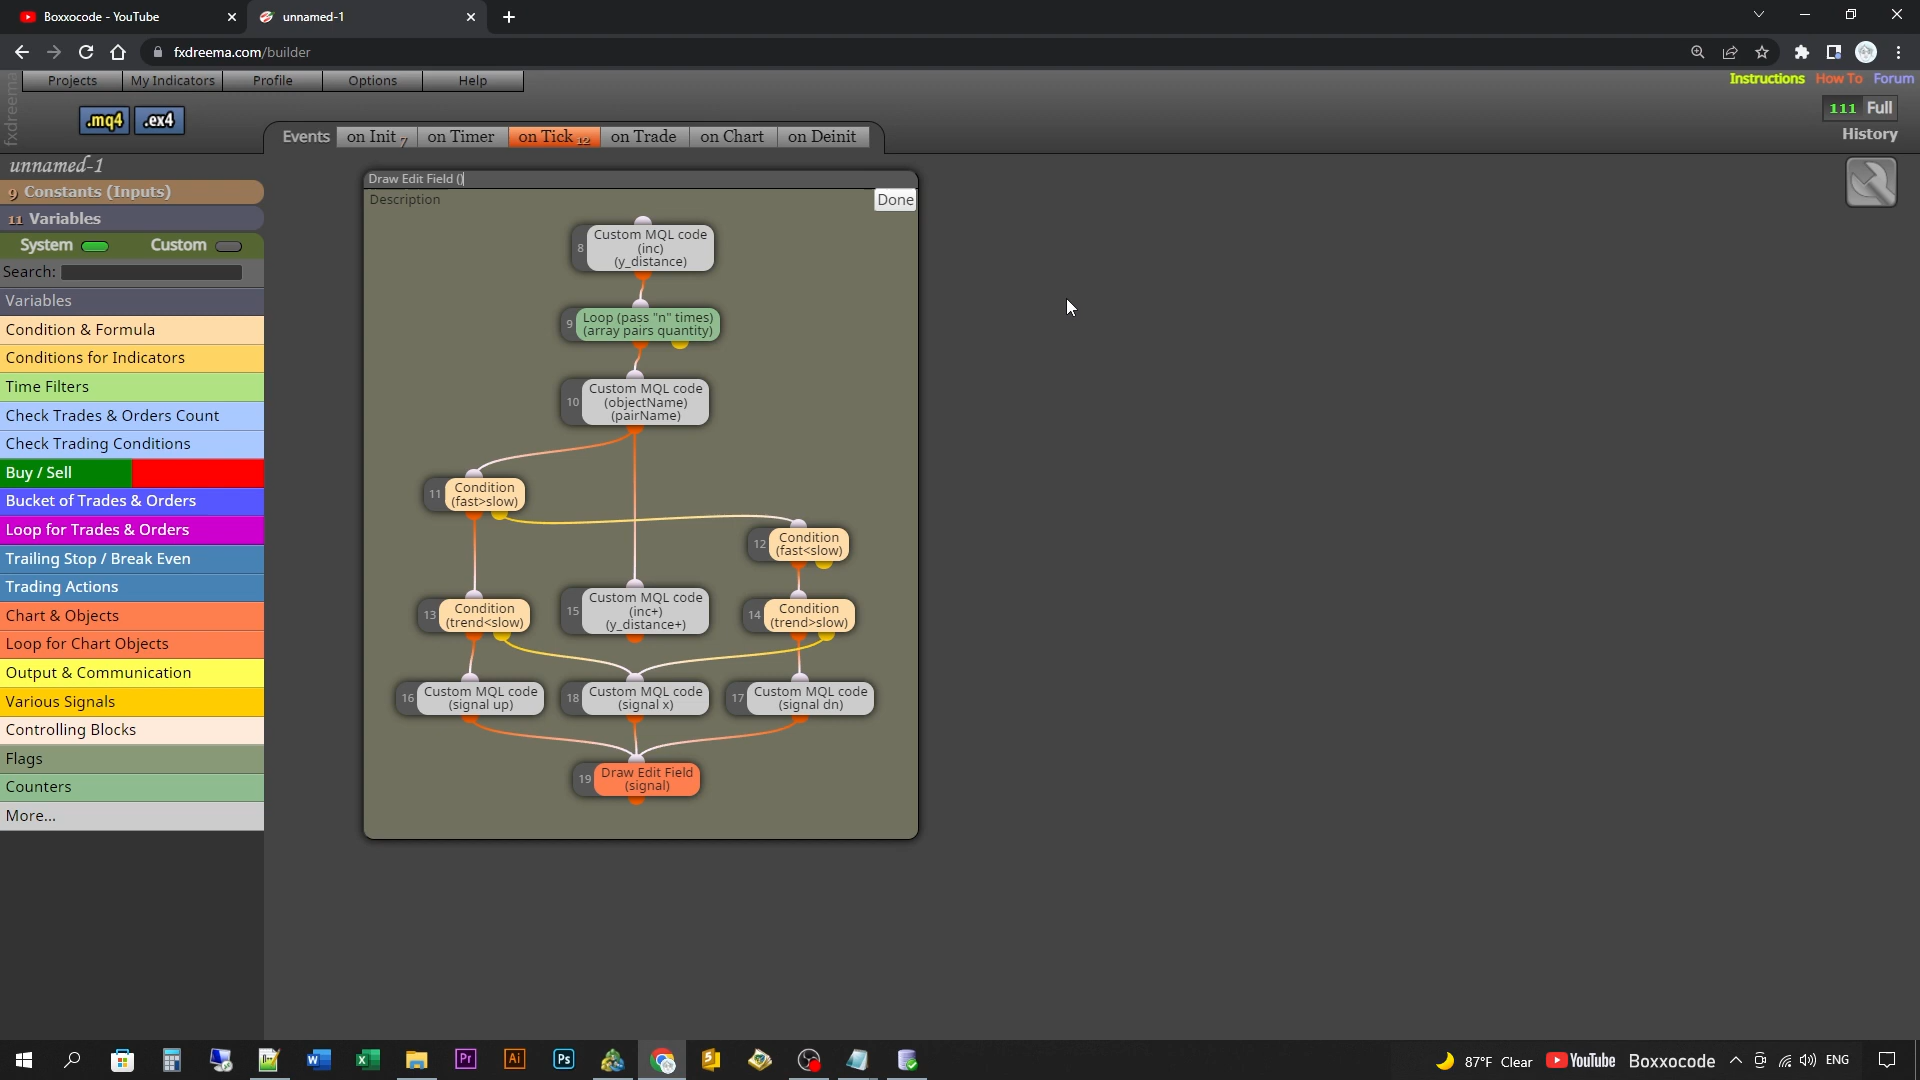 Boxxocode - YouTube
unnamed-1
fxdreema.com/builder
Projects
My Indicators
Profile
Options
Help
Instructions
How To
Forum
fxdreema
.mq4
.ex4
111 Full
History
Events
on Init 7
on Timer
on Tick 12
on Trade
on Chart
on Deinit
unnamed-1
9 Constants (Inputs)
11 Variables
System
Custom
Search:
Variables
Condition & Formula
Conditions for Indicators
Time Filters
Check Trades & Orders Count
Check Trading Conditions
Buy / Sell
Bucket of Trades & Orders
Loop for Trades & Orders
Trailing Stop / Break Even
Trading Actions
Chart & Objects
Loop for Chart Objects
Output & Communication
Various Signals
Controlling Blocks
Flags
Counters
More...
Draw Edit Field ()
Description
Done
8
Custom MQL code
(inc)
(y_distance)
9
Loop (pass "n" times)
(array pairs quantity)
10
Custom MQL code
(objectName)
(pairName)
11
Condition
(fast>slow)
12
Condition
(fast<slow)
13
Condition
(trend<slow)
15
Custom MQL code
(inc+)
(y_distance+)
14
Condition
(trend>slow)
16
Custom MQL code
(signal up)
18
Custom MQL code
(signal x)
17
Custom MQL code
(signal dn)
19
Draw Edit Field
(signal)
Pr
Ai
Ps
87°F Clear
YouTube
Boxxocode
ENG